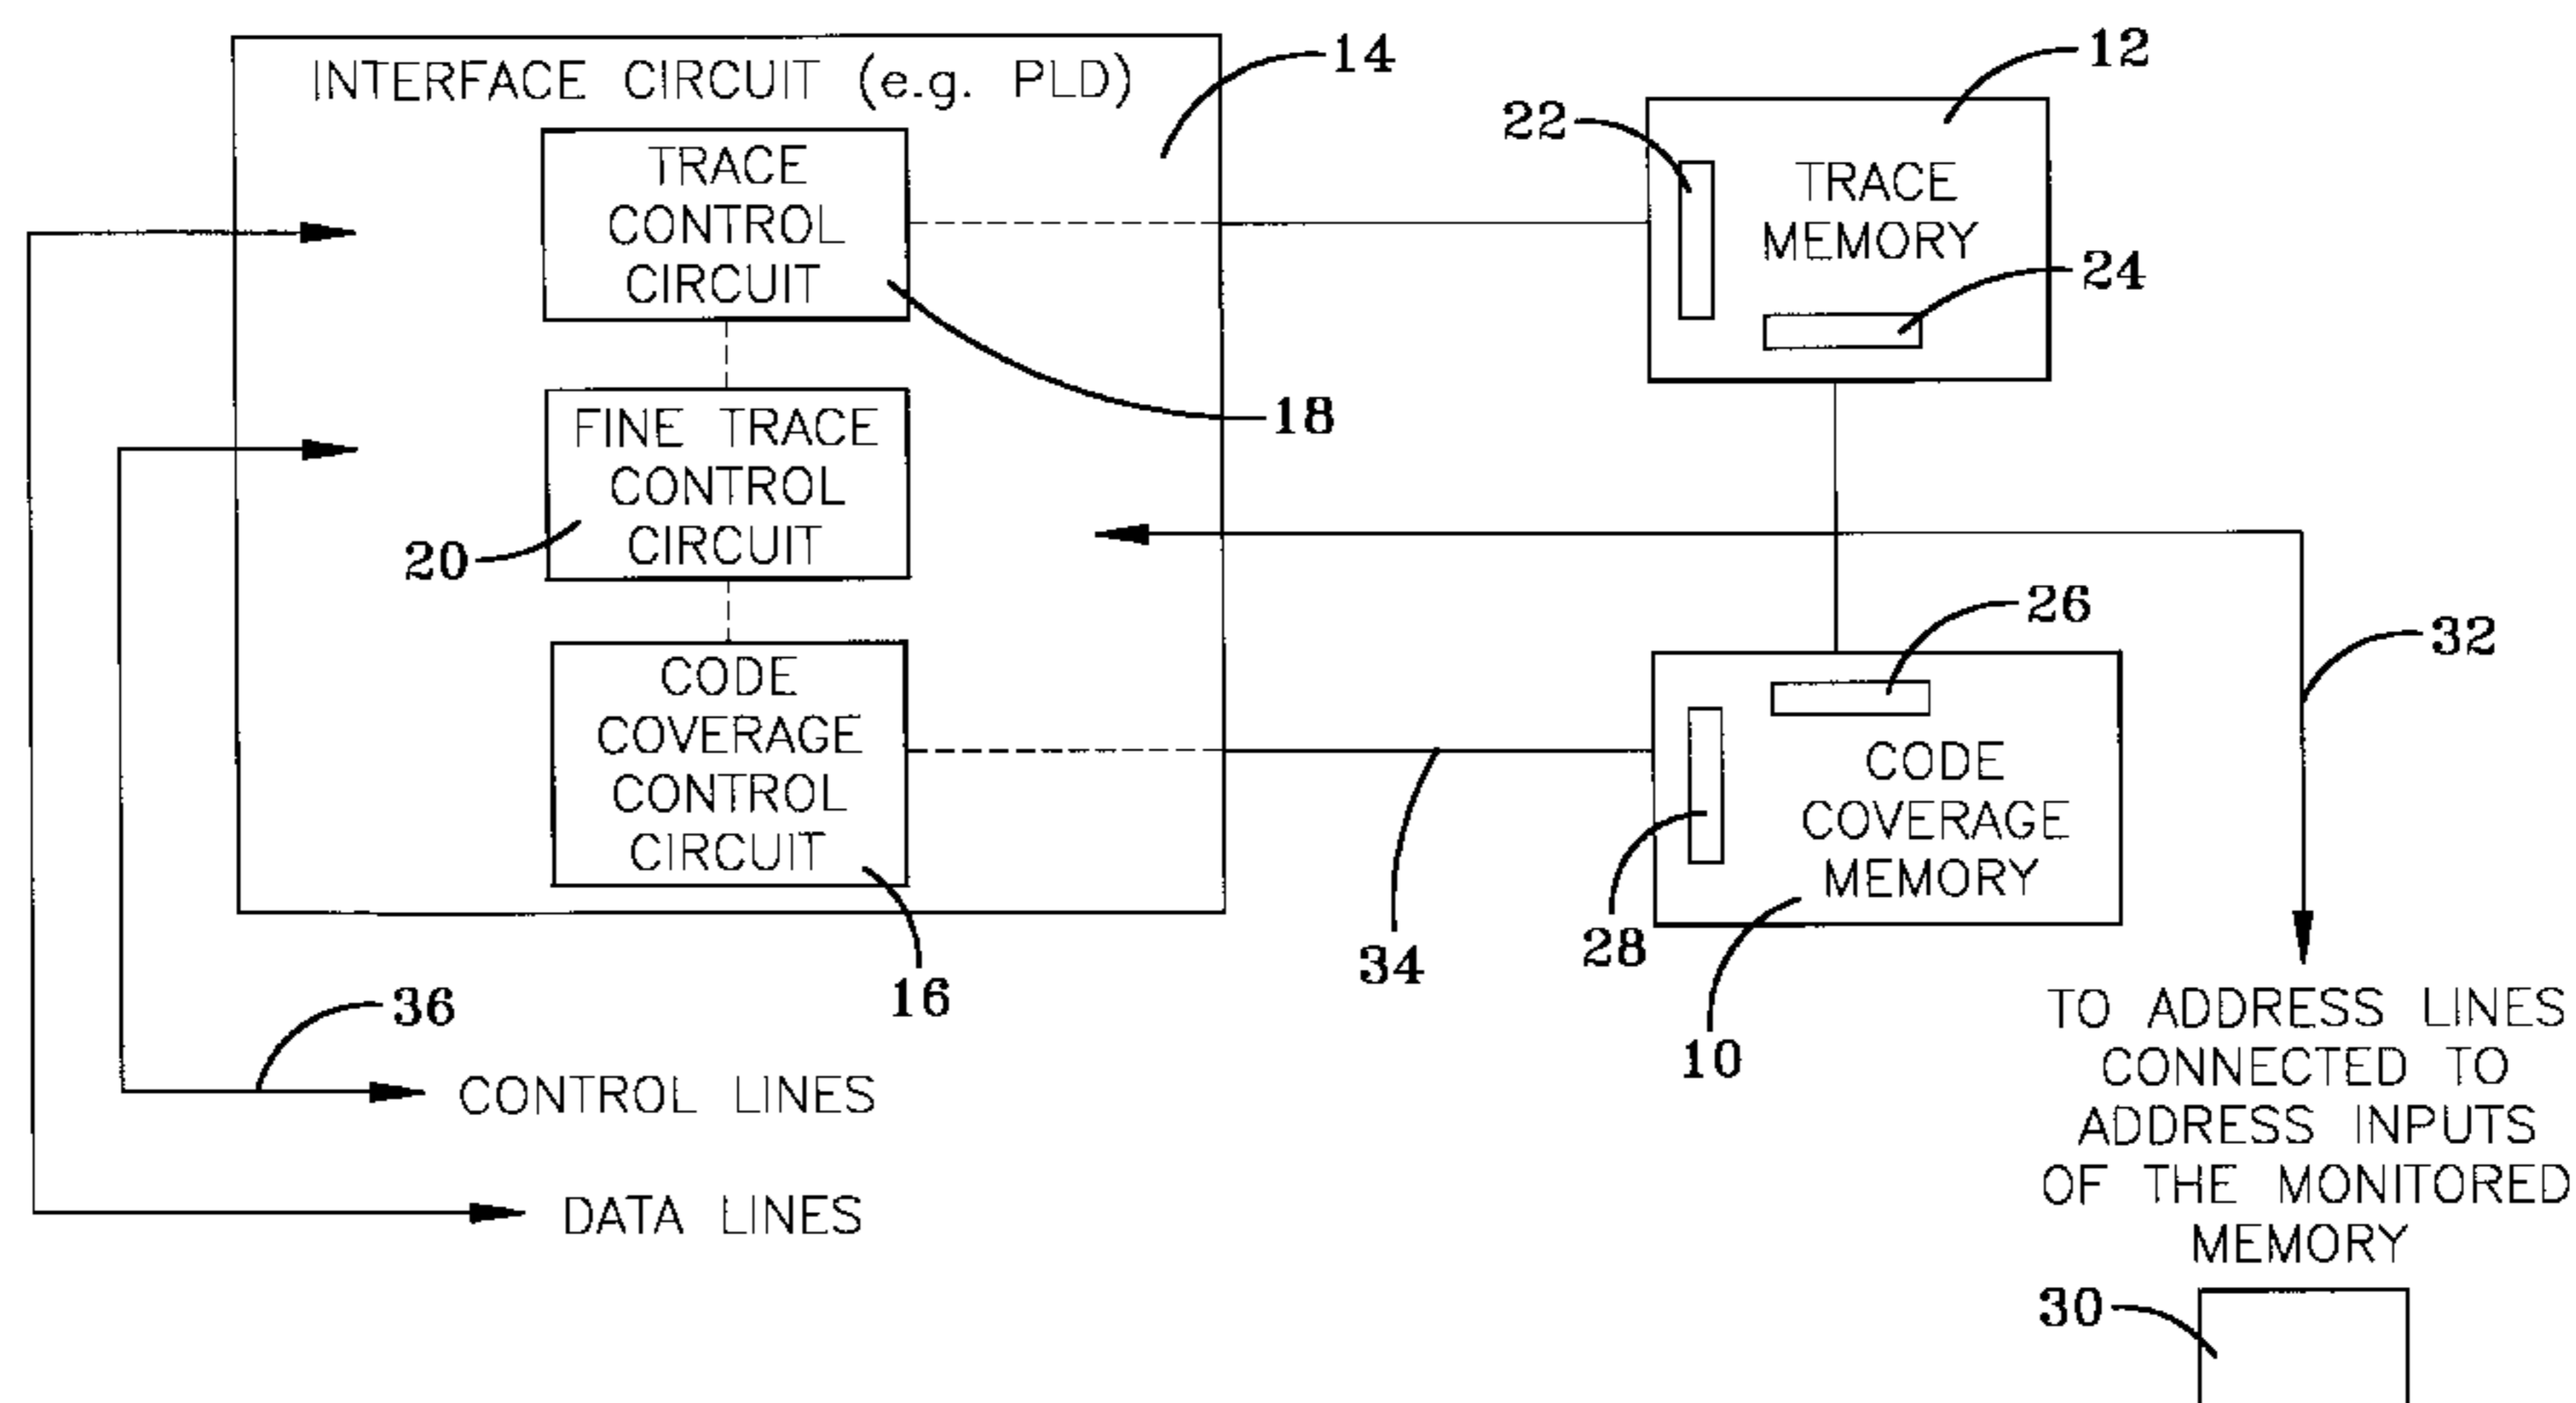 INTERFACE CIRCUIT (e.g. PLD)
14
TRACE
CONTROL
CIRCUIT
18
FINE TRACE
CONTROL
CIRCUIT
20
CODE
COVERAGE
CONTROL
CIRCUIT
16
12
22
TRACE
MEMORY
24
26
32
CODE
COVERAGE
MEMORY
28
34
10
36
CONTROL LINES
DATA LINES
TO ADDRESS LINES
CONNECTED TO
ADDRESS INPUTS
OF THE MONITORED
MEMORY
30